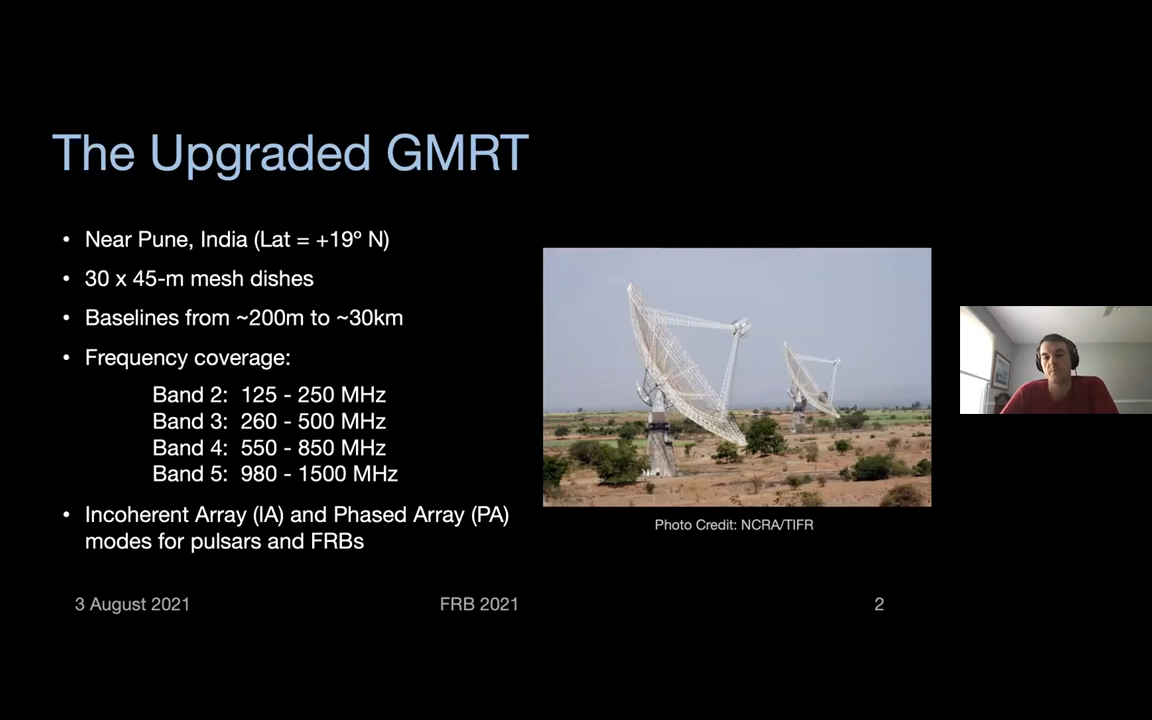 The Upgraded GMRT
• Near Pune, India (Lat = +19º N)
• 30 x 45-m mesh dishes
• Baselines from ~200m to ~30km
• Frequency coverage:
Band 2: 125 - 250 MHz
Band 3: 260 - 500 MHz
Band 4: 550 - 850 MHz
Band 5: 980 - 1500 MHz
• Incoherent Array (IA) and Phased Array (PA)
modes for pulsars and FRBs
Photo Credit: NCRA/TIFR
3 August 2021
FRB 2021
2